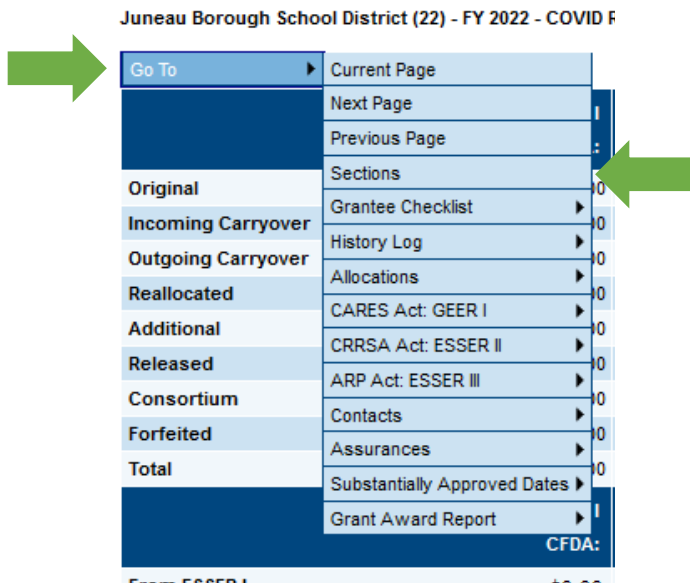 Juneau Borough School District (22) - FY 2022 - COVID
Go To
Current Page
Next Page
Previous Page
Sections
Grantee Checklist
History Log
Allocations
CARES Act: GEER I
CRRSA Act: ESSER II
ARP Act: ESSER III
Contacts
Assurances
Substantially Approved Dates
Grant Award Report
Original
Incoming Carryover
Outgoing Carryover
Reallocated
Additional
Released
Consortium
Forfeited
Total
CFDA: